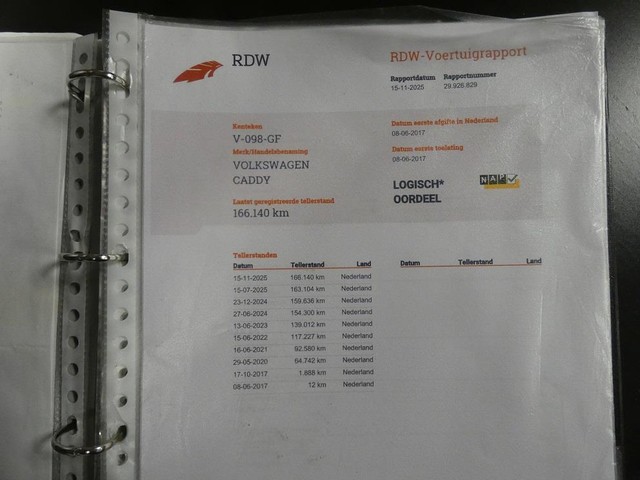 RDW
RDW-Voertuigrapport
Rapportdatum Rapportnummer
15-11-2025 29.926.829
Kenteken
V-098-GF
Merk/Handelsbenaming
VOLKSWAGEN
CADDY
Laatst geregistreerde tellerstand
166.140 km
Datum eerste afgifte in Nederland
08-06-2017
Datum eerste toelating
08-06-2017
LOGISCH*
OORDEEL
NAP
Tellerstanden
Datum Tellerstand Land
15-11-2025 166.140 km Nederland
15-07-2025 163.104 km Nederland
23-12-2024 159.636 km Nederland
27-06-2024 154.300 km Nederland
13-06-2023 139.012 km Nederland
15-06-2022 117.227 km Nederland
16-06-2021 92.580 km Nederland
29-05-2020 64.742 km Nederland
17-10-2017 1.888 km Nederland
08-06-2017 12 km Nederland
Datum Tellerstand Land